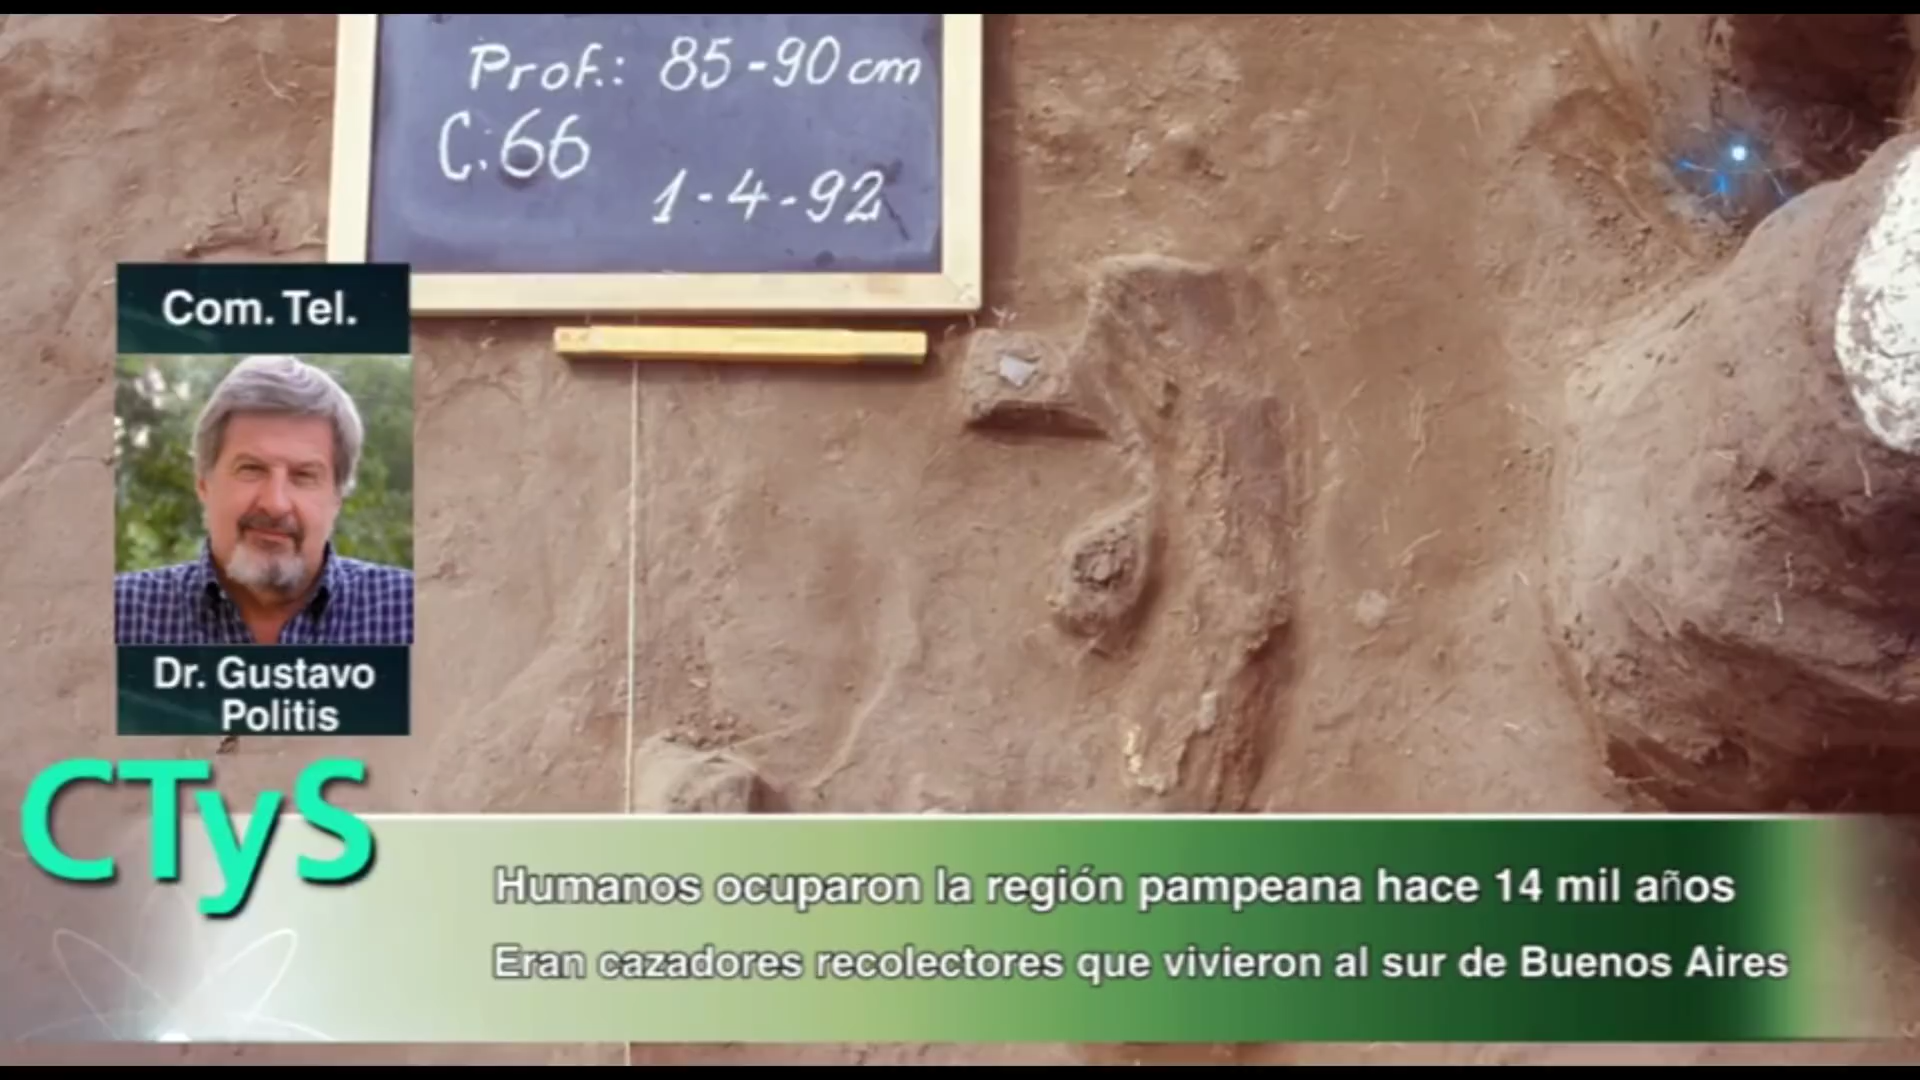 Prof.: 85-90 cm
C:66
1-4-92
Com. Tel.
Dr. Gustavo
Politis
CTyS
Humanos ocuparon la región pampeana hace 14 mil años
Eran cazadores recolectores que vivieron al sur de Buenos Aires